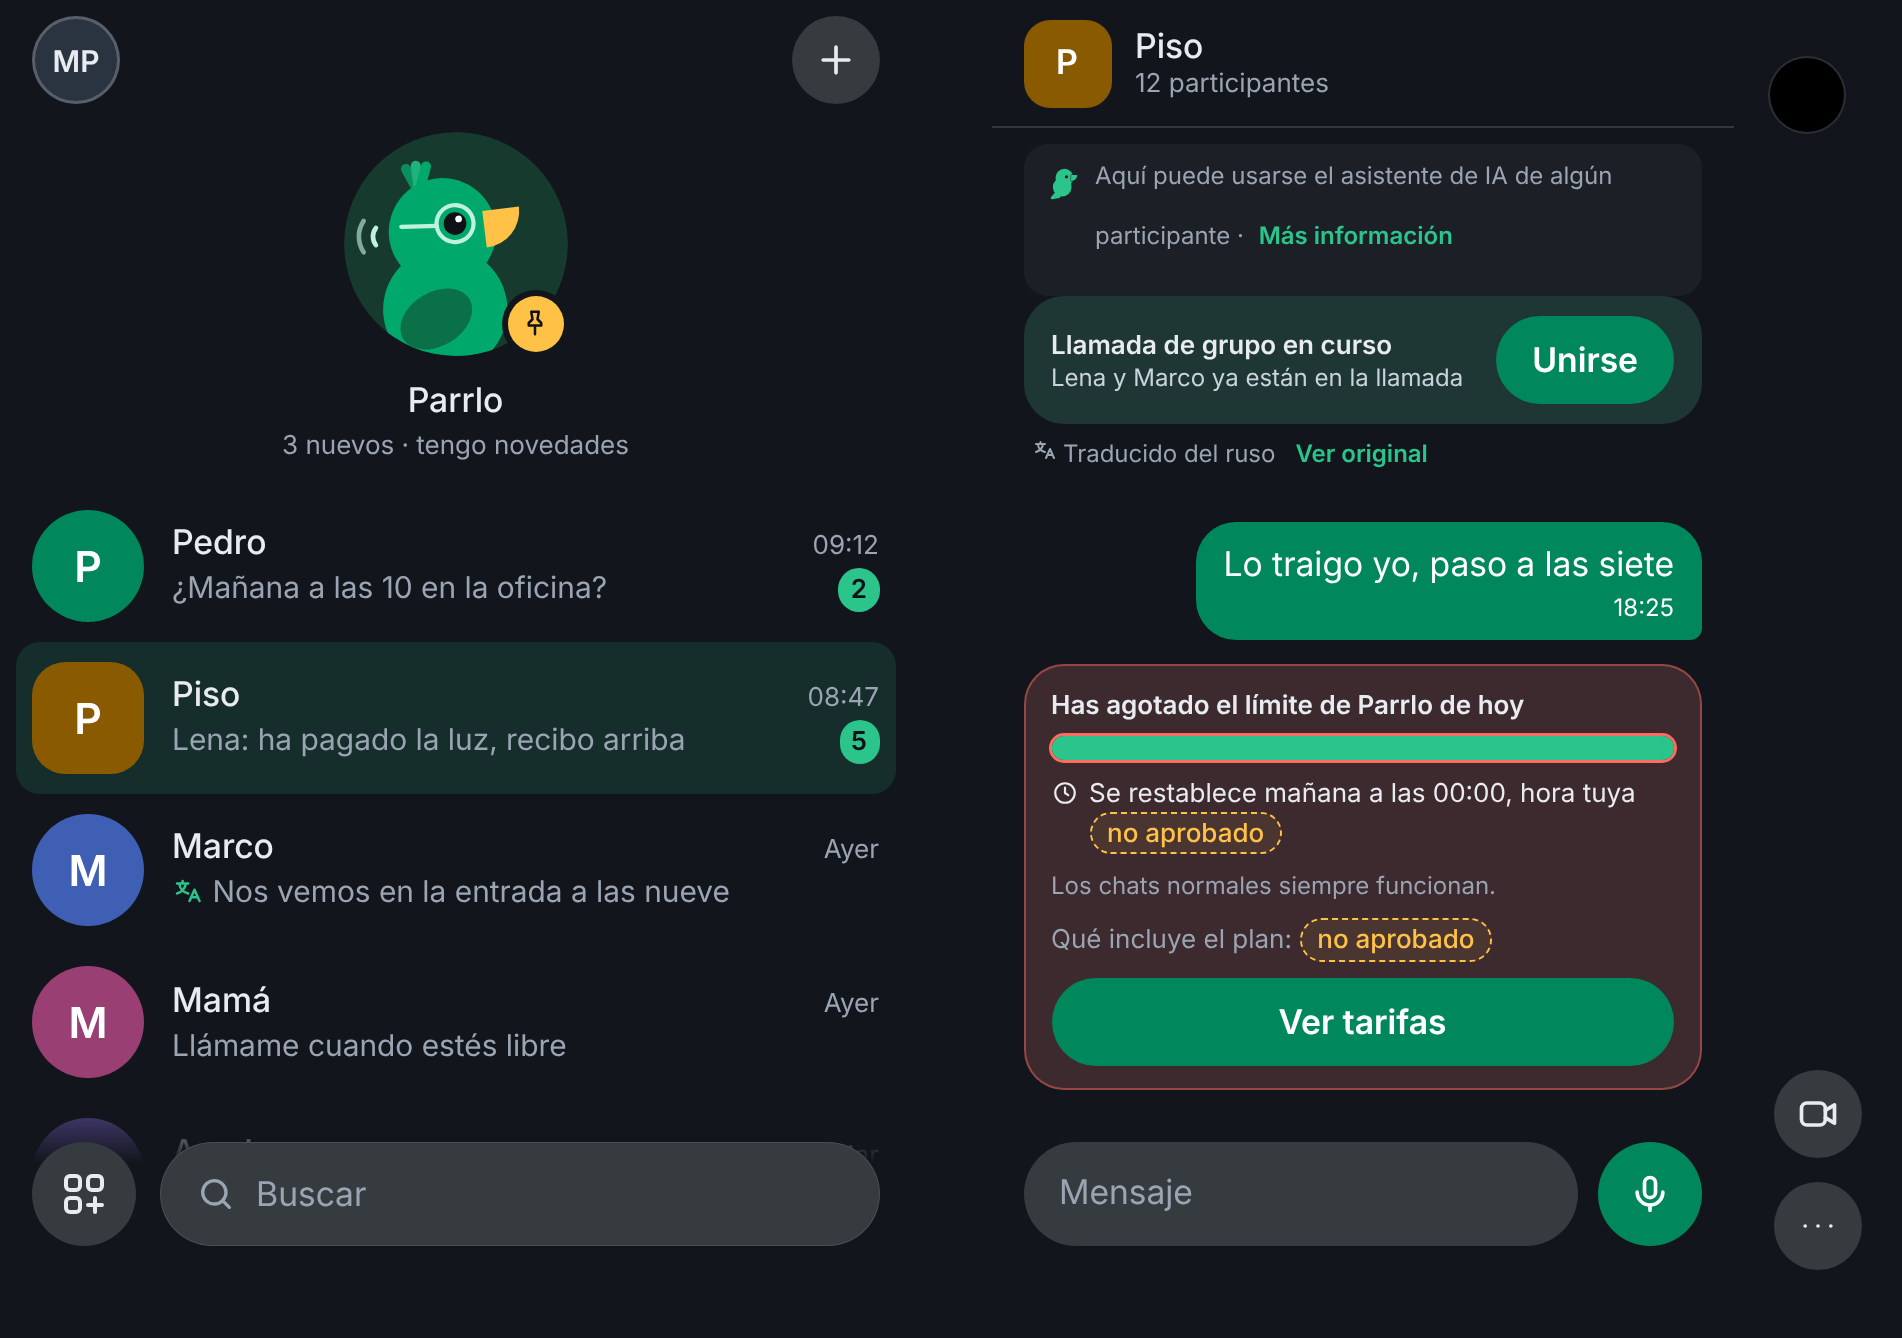 MP
Parrlo
3 nuevos · tengo novedades
P
Pedro
09:12
¿Mañana a las 10 en la oficina?
2
P
Piso
08:47
Lena: ha pagado la luz, recibo arriba
5
M
Marco
Ayer
Nos vemos en la entrada a las nueve
M
Mamá
Ayer
Llámame cuando estés libre
Buscar
P
Piso
12 participantes
Aquí puede usarse el asistente de IA de algún
participante · Más información
Llamada de grupo en curso
Lena y Marco ya están en la llamada
Unirse
Traducido del ruso Ver original
Lo traigo yo, paso a las siete
18:25
Has agotado el límite de Parrlo de hoy
Se restablece mañana a las 00:00, hora tuya
no aprobado
Los chats normales siempre funcionan.
Qué incluye el plan: no aprobado
Ver tarifas
Mensaje